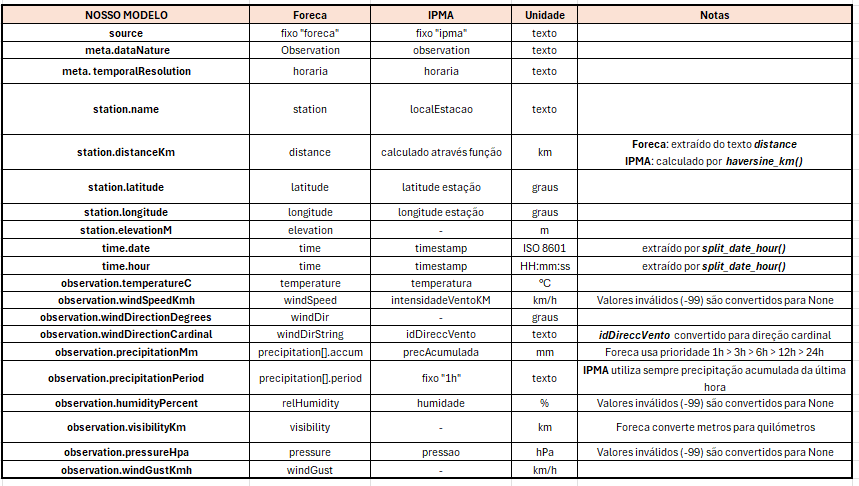 NOSSO MODELO Foreca IPMA Unidade Notas
source fixo "foreca" fixo "ipma" texto
meta.dataNature Observation observation texto
meta. temporalResolution horaria horaria texto
station.name station localEstacao texto
station.distanceKm distance calculado através função km Foreca: extraído do texto distance
IPMA: calculado por haversine_km()
station.latitude latitude latitude estação graus
station.longitude longitude longitude estação graus
station.elevationM elevation - m
time.date time timestamp ISO 8601 extraído por split_date_hour()
time.hour time timestamp HH:mm:ss extraído por split_date_hour()
observation.temperatureC temperature temperatura °C
observation.windSpeedKmh windSpeed intensidadeVentoKM km/h Valores inválidos (-99) são convertidos para None
observation.windDirectionDegrees windDir - graus
observation.windDirectionCardinal windDirString idDireccVento texto idDireccVento convertido para direção cardinal
observation.precipitationMm precipitation[].accum precAcumulada mm Foreca usa prioridade 1h > 3h > 6h > 12h > 24h
observation.precipitationPeriod precipitation[].period fixo "1h" texto IPMA utiliza sempre precipitação acumulada da última
hora
observation.humidityPercent relHumidity humidade % Valores inválidos (-99) são convertidos para None
observation.visibilityKm visibility - km Foreca converte metros para quilómetros
observation.pressureHpa pressure pressao hPa Valores inválidos (-99) são convertidos para None
observation.windGustKmh windGust - km/h